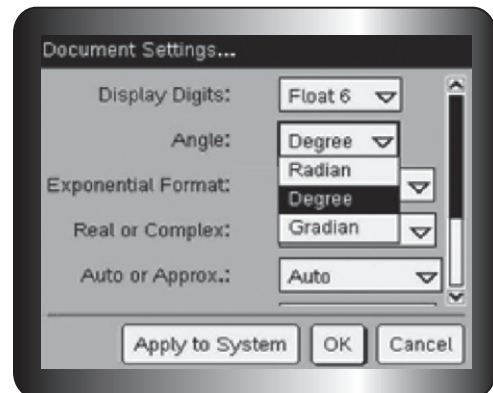 Document Settings...
Display Digits: Float 6
Angle: Degree
Radian
Exponential Format: Degree
Real or Complex: Gradian
Auto or Approx.: Auto
Apply to System OK Cancel